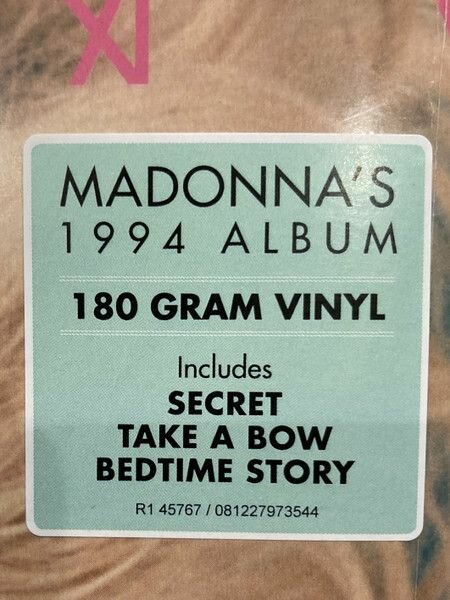 MADONNA'S
1994 ALBUM
180 GRAM VINYL
Includes
SECRET
TAKE A BOW
BEDTIME STORY
R1 45767 / 081227973544